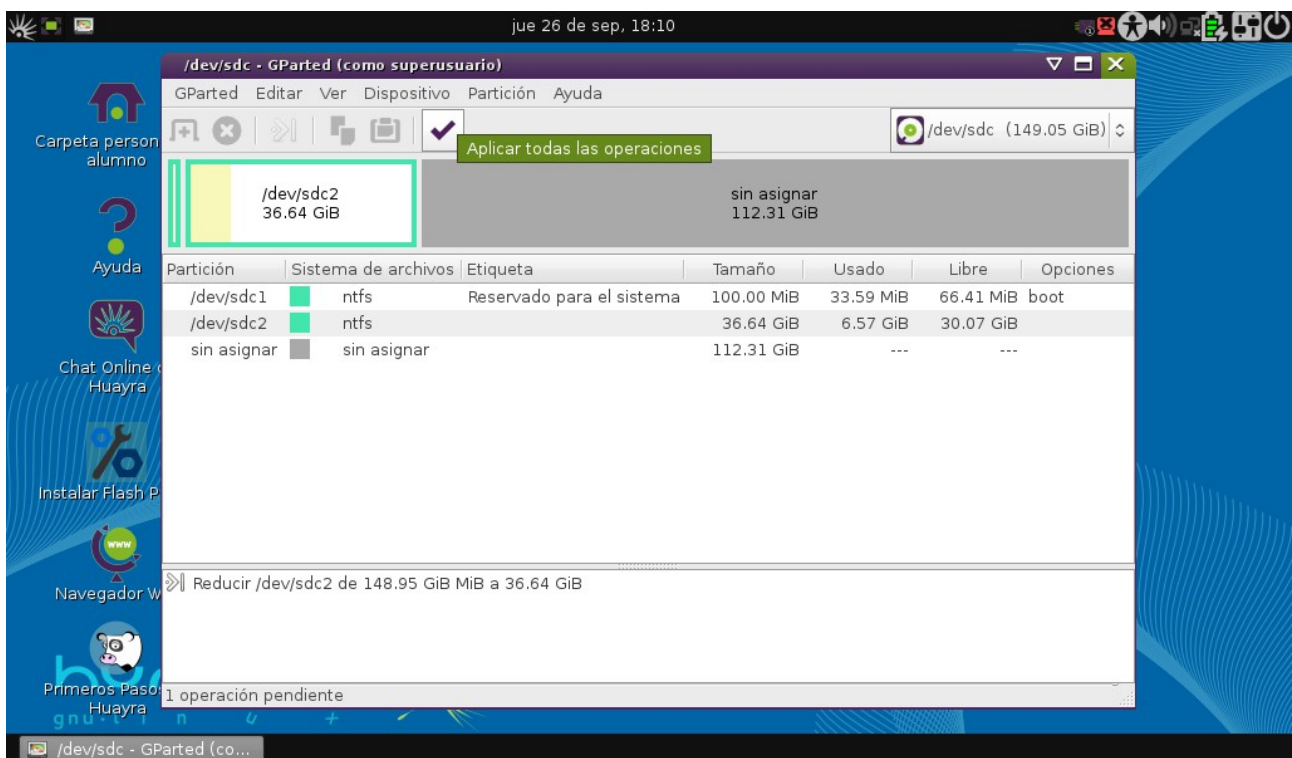 jue 26 de sep, 18:10
/dev/sdc - GParted (como superusuario)
GParted Editar Ver Dispositivo Partición Ayuda
/dev/sdc (149.05 GiB)
Aplicar todas las operaciones
/dev/sdc2
36.64 GiB
sin asignar
112.31 GiB
Partición Sistema de archivos Etiqueta Tamaño Usado Libre Opciones
/dev/sdc1 ntfs Reservado para el sistema 100.00 MiB 33.59 MiB 66.41 MiB boot
/dev/sdc2 ntfs 36.64 GiB 6.57 GiB 30.07 GiB
sin asignar sin asignar 112.31 GiB --- ---
Reducir /dev/sdc2 de 148.95 GiB MiB a 36.64 GiB
1 operación pendiente
Carpeta person
alumno
Ayuda
Chat Online
Huayra
Instalar Flash P
www
Navegador W
Primeros Paso
Huayra
/dev/sdc - GParted (co...